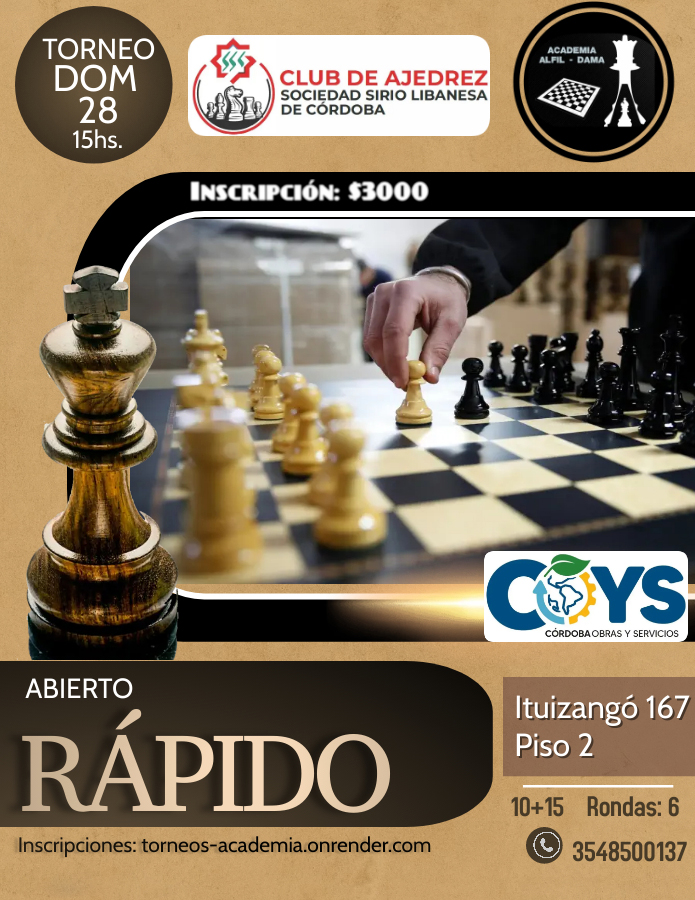 TORNEO
DOM
28
15hs.
CLUB DE AJEDREZ
SOCIEDAD SIRIO LIBANESA
DE CÓRDOBA
ACADEMIA
ALFIL - DAMA
Inscripción: $3000
COYS
CÓRDOBA OBRAS Y SERVICIOS
ABIERTO
RÁPIDO
Ituizangó 167
Piso 2
10+15 Rondas: 6
Inscripciones: torneos-academia.onrender.com
3548500137